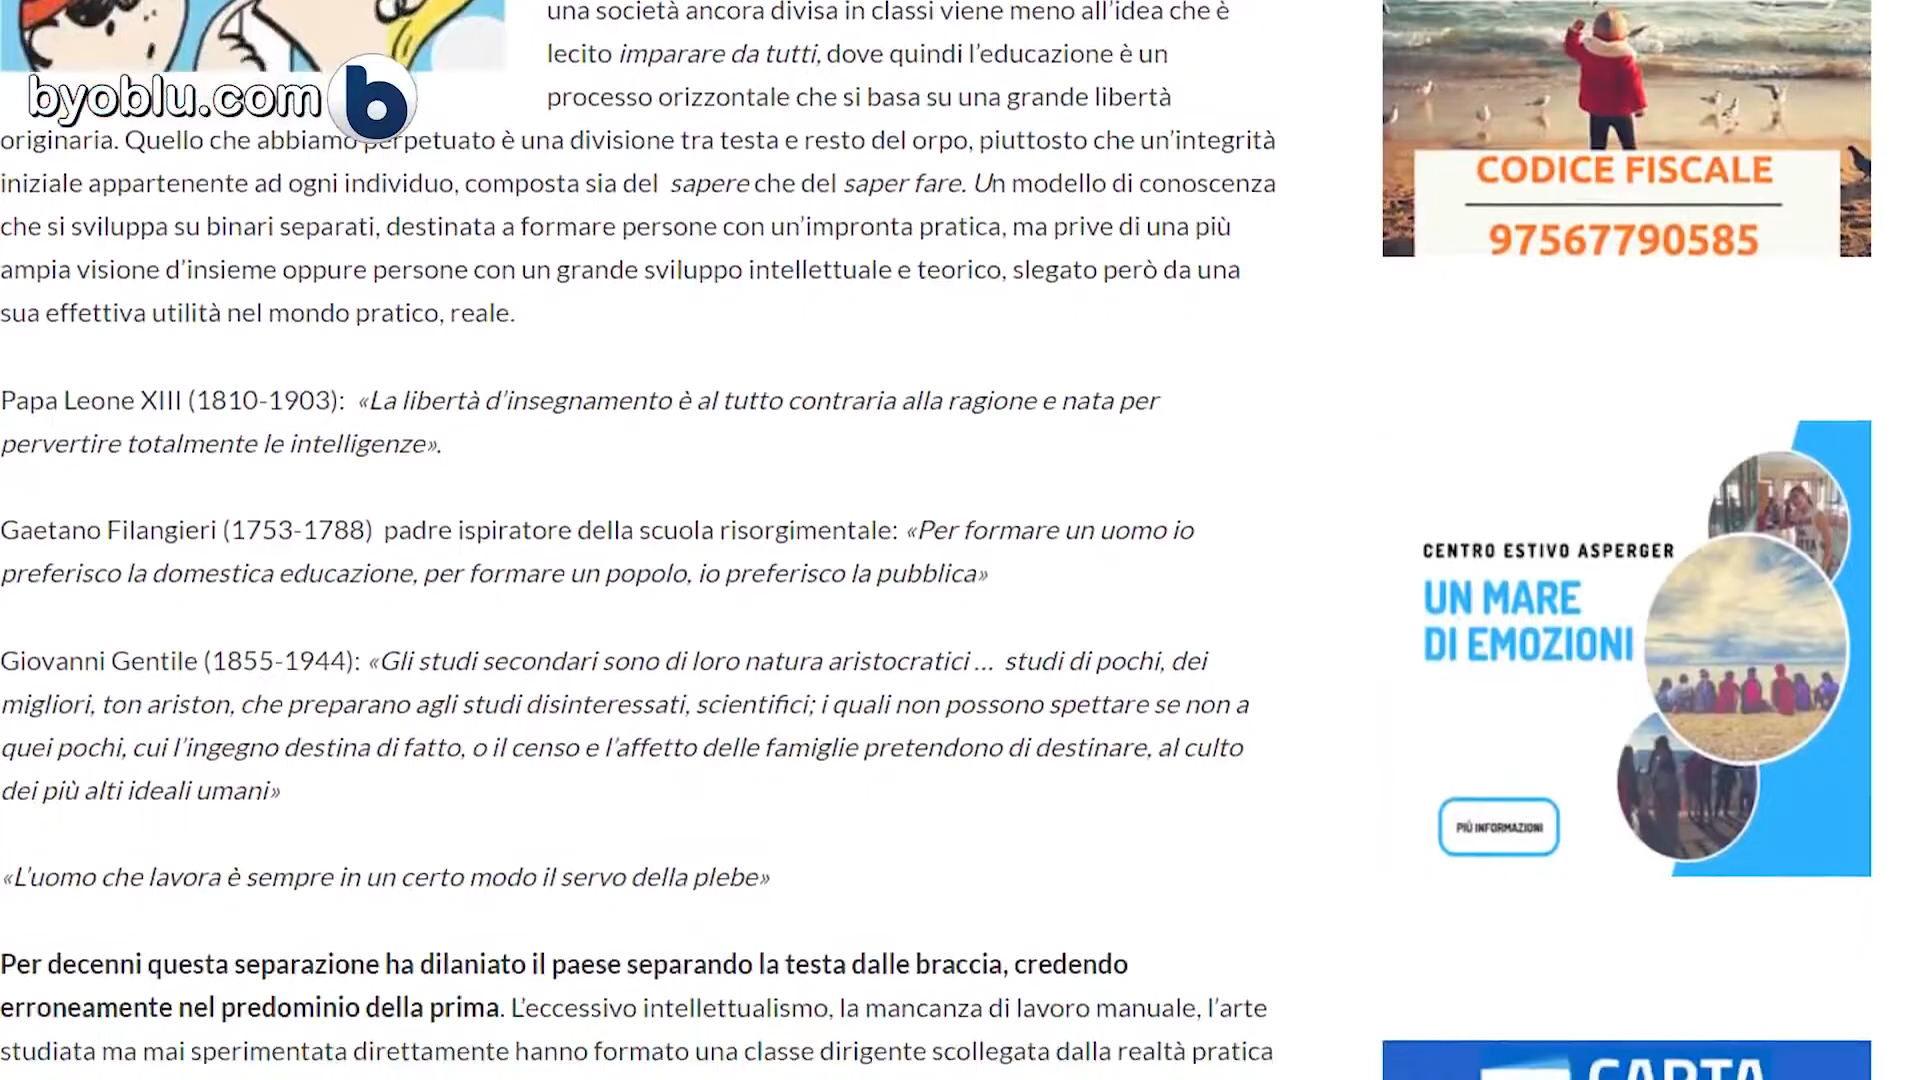 una società ancora divisa in classi viene meno all'idea che è
lecito imparare da tutti, dove quindi l'educazione è un
byoblu.com b
processo orizzontale che si basa su una grande libertà
originaria. Quello che abbiamo perpetuato è una divisione tra testa e resto del orpo, piuttosto che un'integrità
iniziale appartenente ad ogni individuo, composta sia del sapere che del saper fare. Un modello di conoscenza
che si sviluppa su binari separati, destinata a formare persone con un'impronta pratica, ma prive di una più
ampia visione d'insieme oppure persone con un grande sviluppo intellettuale e teorico, slegato però da una
sua effettiva utilità nel mondo pratico, reale.
Papa Leone XIII (1810-1903): «La libertà d'insegnamento è al tutto contraria alla ragione e nata per
pervertire totalmente le intelligenze».
Gaetano Filangieri (1753-1788) padre ispiratore della scuola risorgimentale: «Per formare un uomo io
preferisco la domestica educazione, per formare un popolo, io preferisco la pubblica»
Giovanni Gentile (1855-1944): «Gli studi secondari sono di loro natura aristocratici … studi di pochi, dei
migliori, ton ariston, che preparano agli studi disinteressati, scientifici; i quali non possono spettare se non a
quei pochi, cui l'ingegno destina di fatto, o il censo e l'affetto delle famiglie pretendono di destinare, al culto
dei più alti ideali umani»
«L'uomo che lavora è sempre in un certo modo il servo della plebe»
Per decenni questa separazione ha dilaniato il paese separando la testa dalle braccia, credendo
erroneamente nel predominio della prima. L'eccessivo intellettualismo, la mancanza di lavoro manuale, l'arte
studiata ma mai sperimentata direttamente hanno formato una classe dirigente scollegata dalla realtà pratica
CODICE FISCALE
97567790585
CENTRO ESTIVO ASPERGER
UN MARE
DI EMOZIONI
PIÙ INFORMAZIONI
CARTA